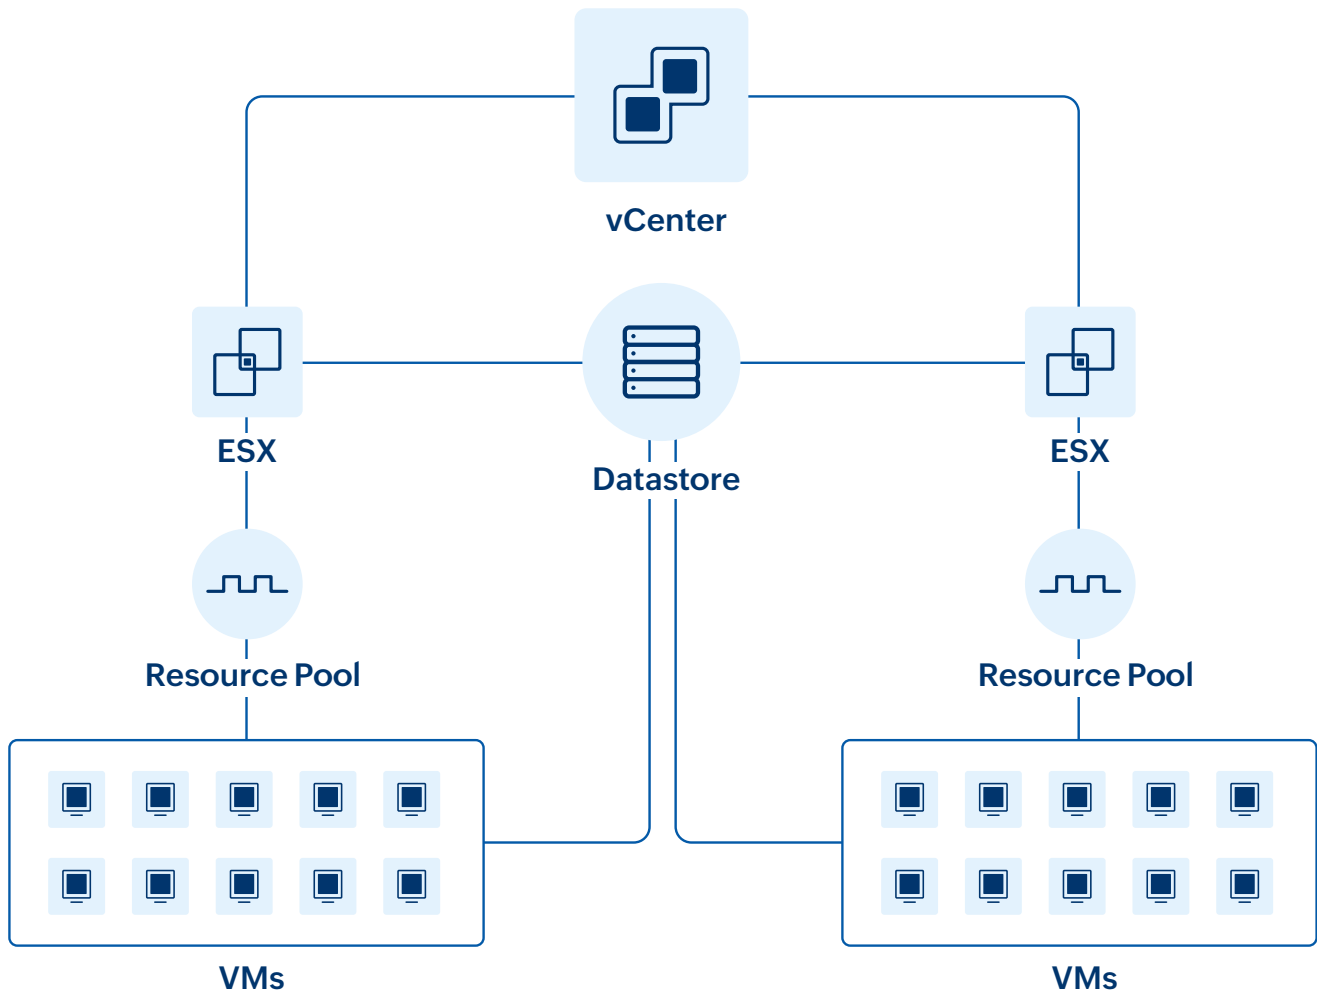 vCenter
ESX
Datastore
ESX
Resource Pool
Resource Pool
VMs
VMs